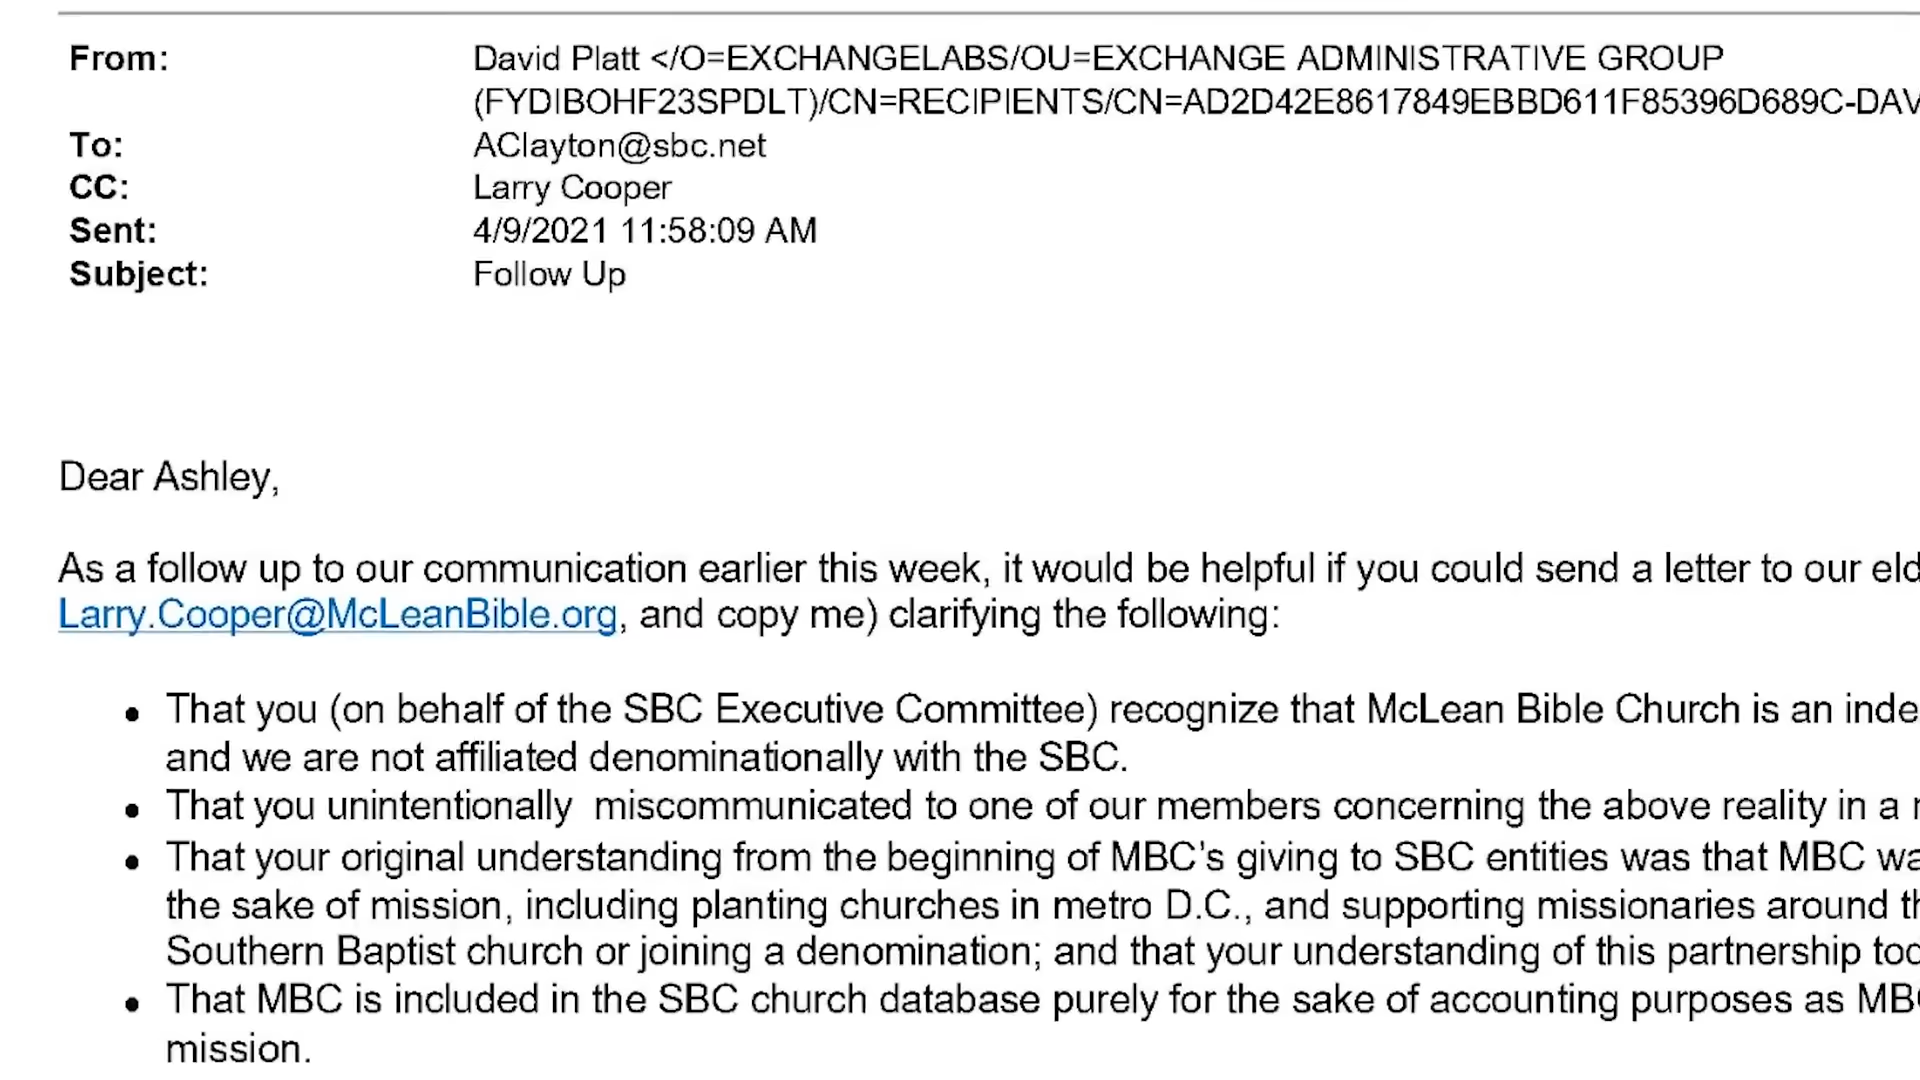 From: David Platt </O=EXCHANGELABS/OU=EXCHANGE ADMINISTRATIVE GROUP
(FYDIBOHF23SPDLT)/CN=RECIPIENTS/CN=AD2D42E8617849EBBD611F85396D689C-DAV
To: AClayton@sbc.net
CC: Larry Cooper
Sent: 4/9/2021 11:58:09 AM
Subject: Follow Up
Dear Ashley,
As a follow up to our communication earlier this week, it would be helpful if you could send a letter to our eld
Larry.Cooper@McLeanBible.org, and copy me) clarifying the following:
• That you (on behalf of the SBC Executive Committee) recognize that McLean Bible Church is an inde
and we are not affiliated denominationally with the SBC.
• That you unintentionally miscommunicated to one of our members concerning the above reality in a
• That your original understanding from the beginning of MBC's giving to SBC entities was that MBC wa
the sake of mission, including planting churches in metro D.C., and supporting missionaries around th
Southern Baptist church or joining a denomination; and that your understanding of this partnership tod
• That MBC is included in the SBC church database purely for the sake of accounting purposes as MBC
mission.